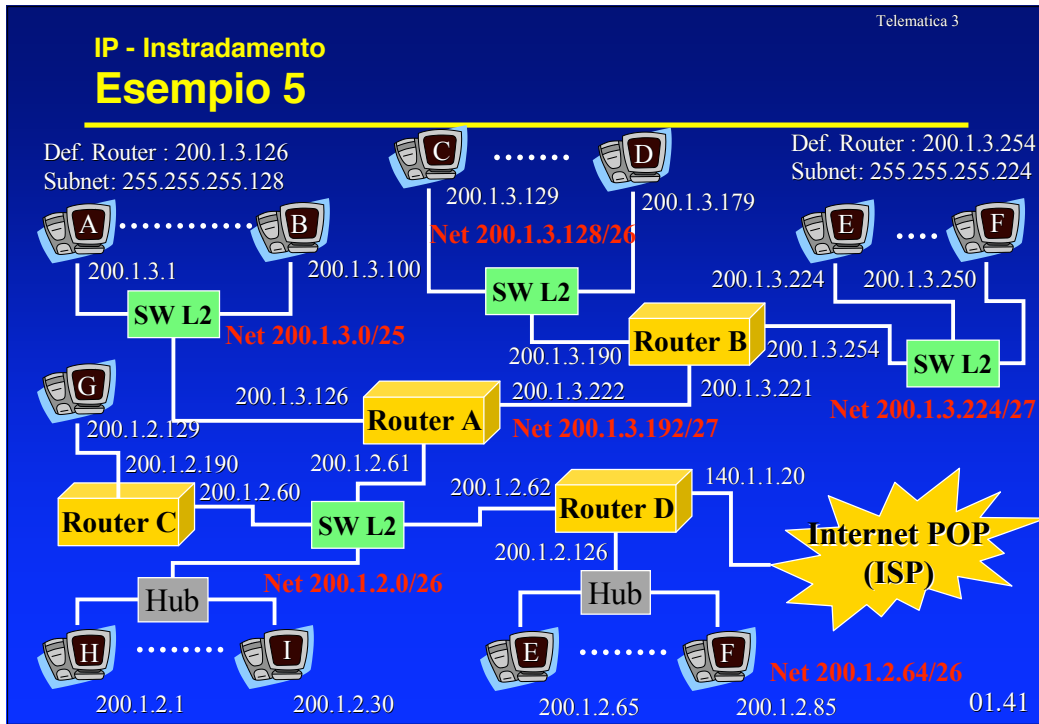 Telematica 3
IP - Instradamento
Esempio 5
Def. Router : 200.1.3.126
Subnet: 255.255.255.128
C
D
Def. Router : 200.1.3.254
Subnet: 255.255.255.224
200.1.3.129
200.1.3.179
A
B
E
F
Net 200.1.3.128/26
200.1.3.1
200.1.3.100
200.1.3.224
200.1.3.250
SW L2
SW L2
Net 200.1.3.0/25
Router B
200.1.3.190
200.1.3.254
SW L2
G
200.1.3.126
200.1.3.222
200.1.3.221
Router A
Net 200.1.3.192/27
Net 200.1.3.224/27
200.1.2.129
200.1.2.190
200.1.2.61
200.1.2.60
200.1.2.62
140.1.1.20
Router C
SW L2
Router D
Internet POP
(ISP)
200.1.2.126
Net 200.1.2.0/26
Hub
Hub
H
I
E
F
Net 200.1.2.64/26
200.1.2.1
200.1.2.30
200.1.2.65
200.1.2.85
01.41